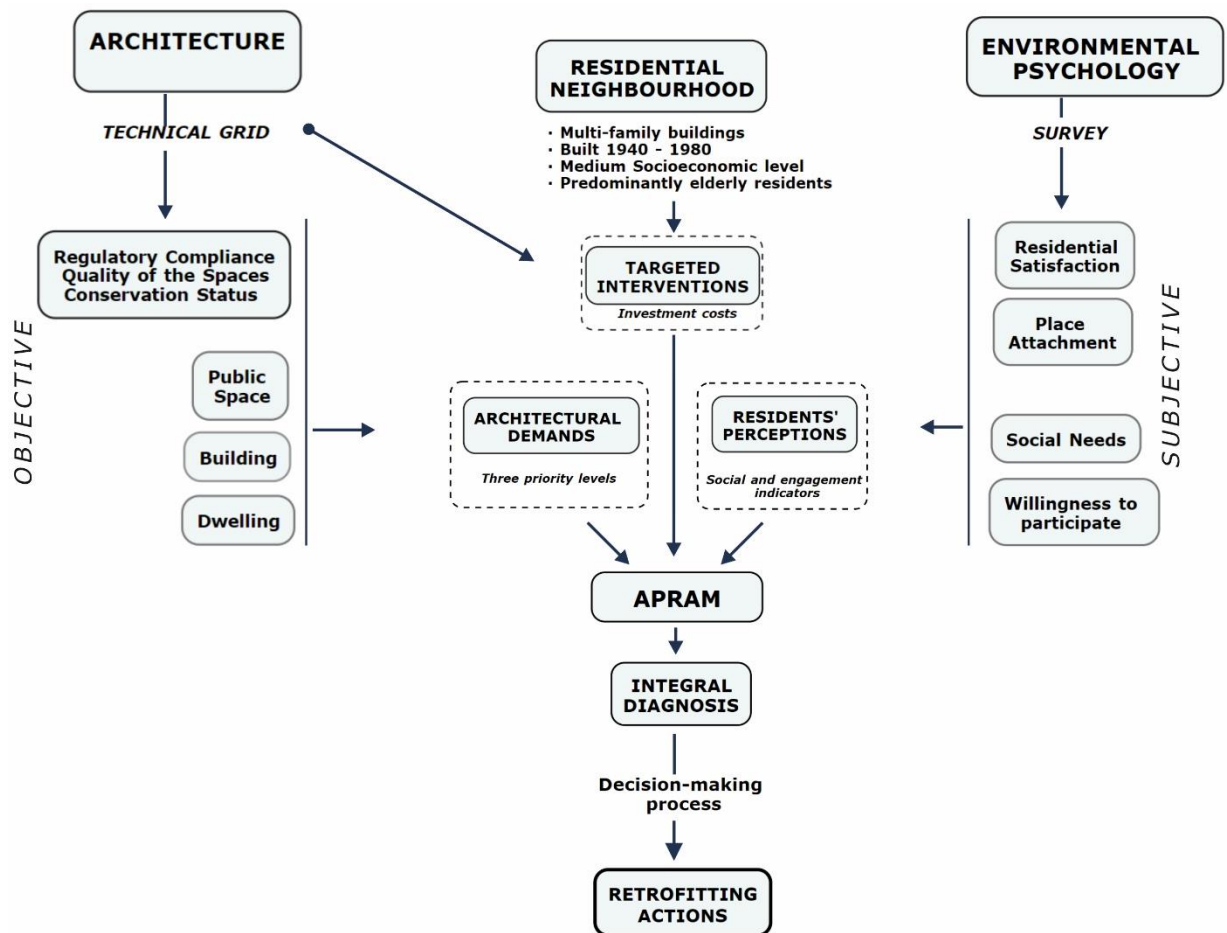 ARCHITECTURE
TECHNICAL GRID
Regulatory Compliance
Quality of the Spaces
Conservation Status
Public
Space
Building
Dwelling
OBJECTIVE
RESIDENTIAL
NEIGHBOURHOOD
· Multi-family buildings
· Built 1940 - 1980
· Medium Socioeconomic level
· Predominantly elderly residents
TARGETED
INTERVENTIONS
Investment costs
ARCHITECTURAL
DEMANDS
Three priority levels
RESIDENTS'
PERCEPTIONS
Social and engagement
indicators
APRAM
INTEGRAL
DIAGNOSIS
Decision-making
process
RETROFITTING
ACTIONS
ENVIRONMENTAL
PSYCHOLOGY
SURVEY
Residential
Satisfaction
Place
Attachment
Social Needs
Willingness to
participate
SUBJECTIVE